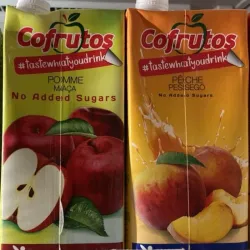 Cofrutos
#tastewhatyoudrink
POMME
MAÇA
No Added Sugars
Cofrutos
#tastewhatyoudrink
PÊCHE
PESSEGO
No Added Sugars